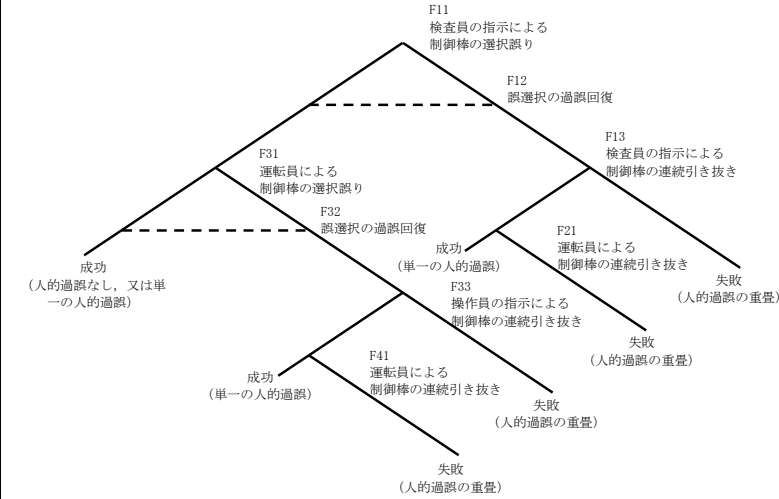 F11
検査員の指示による
制御棒の選択誤り
F12
誤選択の過誤回復
F13
検査員の指示による
制御棒の連続引き抜き
F31
運転員による
制御棒の選択誤り
F32
誤選択の過誤回復
F21
運転員による
制御棒の連続引き抜き
成功
（単一の人的過誤）
成功
（人的過誤なし，又は単
一の人的過誤）
失敗
（人的過誤の重畳）
F33
操作員の指示による
制御棒の連続引き抜き
失敗
（人的過誤の重畳）
F41
運転員による
制御棒の連続引き抜き
成功
（単一の人的過誤）
失敗
（人的過誤の重畳）
失敗
（人的過誤の重畳）